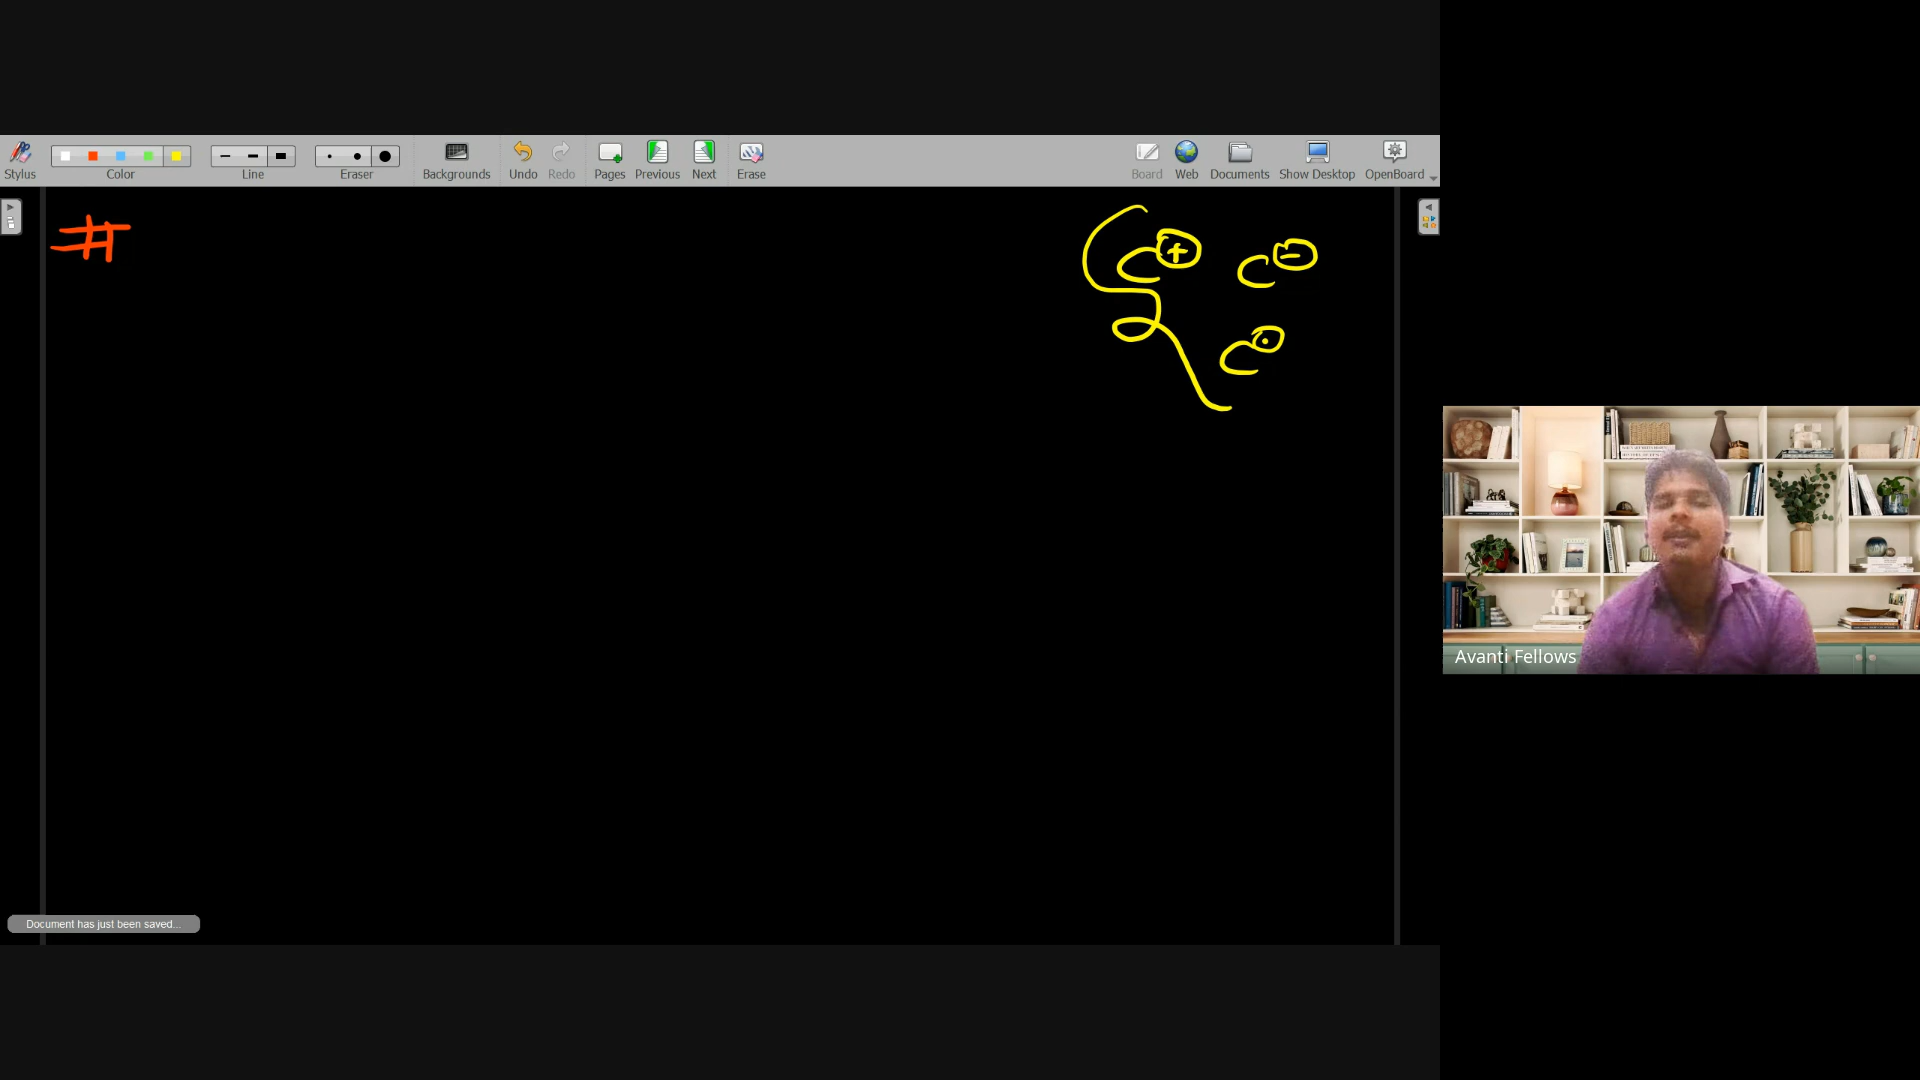 Stylus Color Line Eraser Backgrounds Undo Redo Pages Previous Next Erase Board Web Documents Show Desktop OpenBoard
#
C⊕ C⊖
C⊙
Avanti Fellows
Document has just been saved...